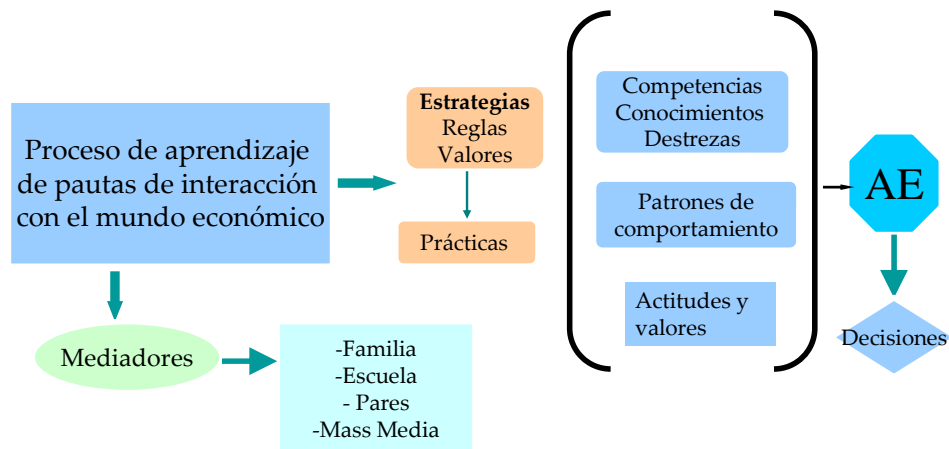 Proceso de aprendizaje
de pautas de interacción
con el mundo económico
Estrategias
Reglas
Valores
Prácticas
Competencias
Conocimientos
Destrezas
Patrones de
comportamiento
Actitudes y
valores
AE
Decisiones
Mediadores
-Familia
-Escuela
- Pares
-Mass Media